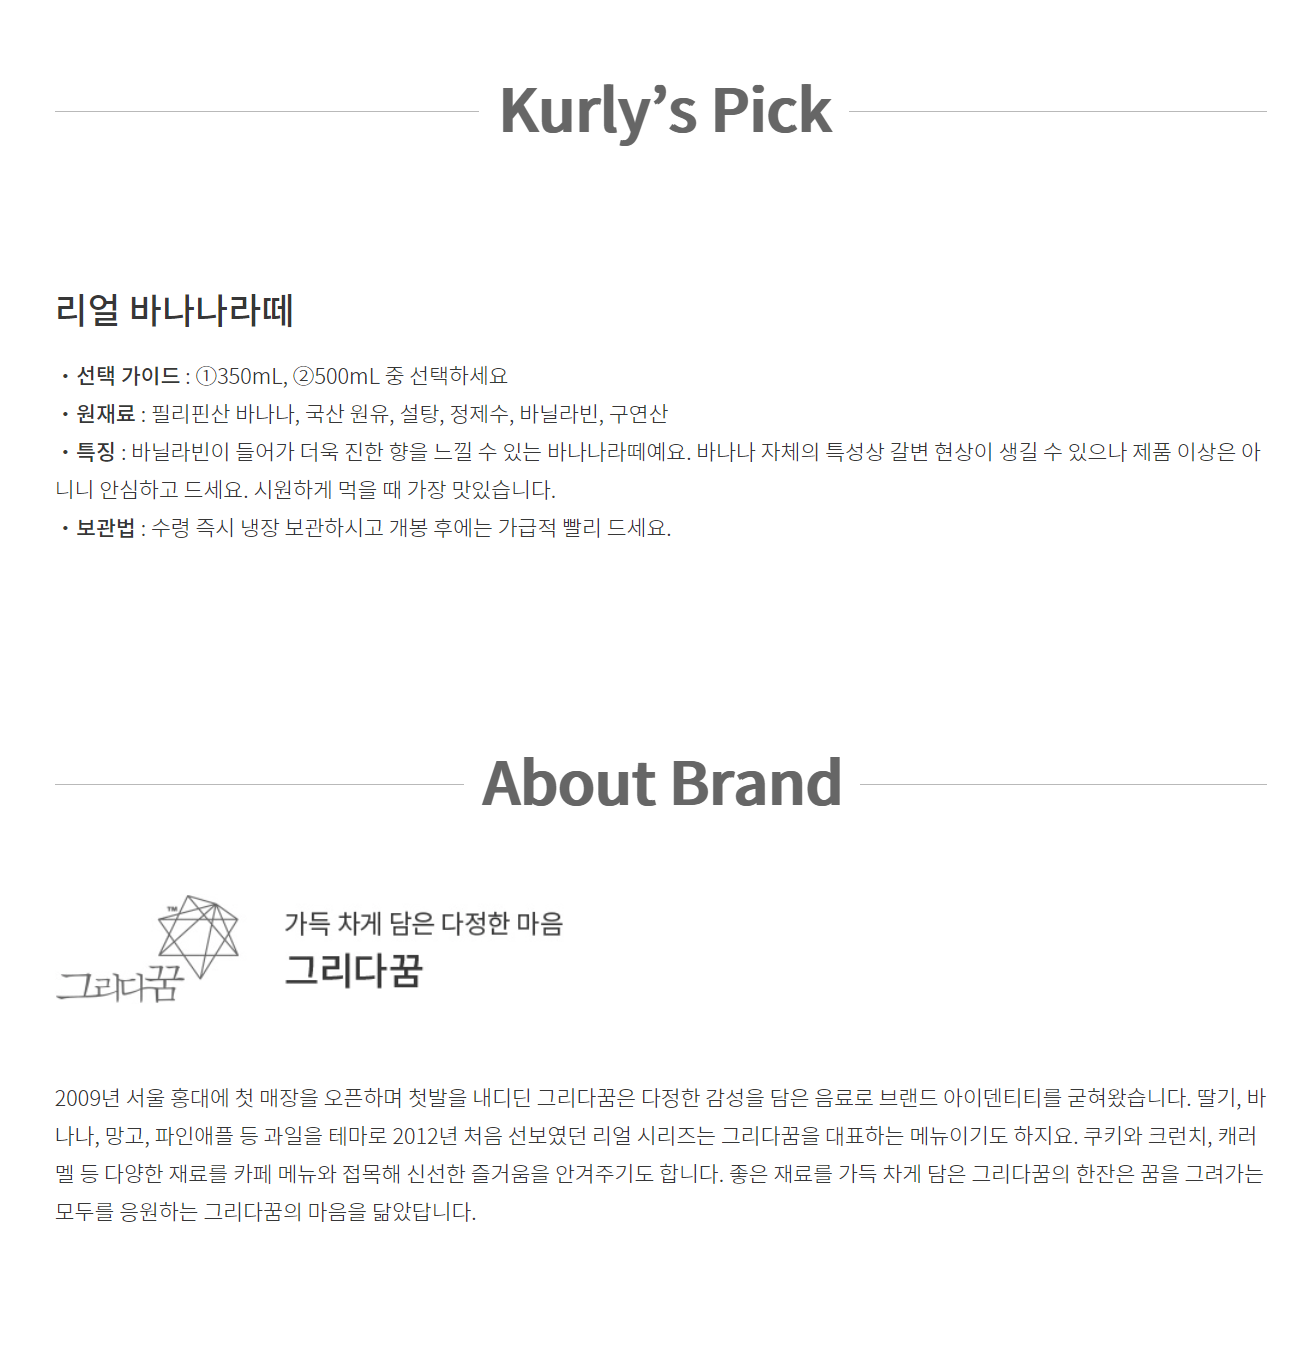 Kurly’s Pick
리얼 바나나라떼
・선택 가이드 : ①350mL, ②500mL 중 선택하세요
・원재료 : 필리핀산 바나나, 국산 원유, 설탕, 정제수, 바닐라빈, 구연산
・특징 : 바닐라빈이 들어가 더욱 진한 향을 느낄 수 있는 바나나라떼예요. 바나나 자체의 특성상 갈변 현상이 생길 수 있으나 제품 이상은 아
니니 안심하고 드세요. 시원하게 먹을 때 가장 맛있습니다.
・보관법 : 수령 즉시 냉장 보관하시고 개봉 후에는 가급적 빨리 드세요.
About Brand
TM
그리다꿈
가득 차게 담은 다정한 마음
그리다꿈
2009년 서울 홍대에 첫 매장을 오픈하며 첫발을 내디딘 그리다꿈은 다정한 감성을 담은 음료로 브랜드 아이덴티티를 굳혀왔습니다. 딸기, 바
나나, 망고, 파인애플 등 과일을 테마로 2012년 처음 선보였던 리얼 시리즈는 그리다꿈을 대표하는 메뉴이기도 하지요. 쿠키와 크런치, 캐러
멜 등 다양한 재료를 카페 메뉴와 접목해 신선한 즐거움을 안겨주기도 합니다. 좋은 재료를 가득 차게 담은 그리다꿈의 한잔은 꿈을 그려가는
모두를 응원하는 그리다꿈의 마음을 닮았답니다.